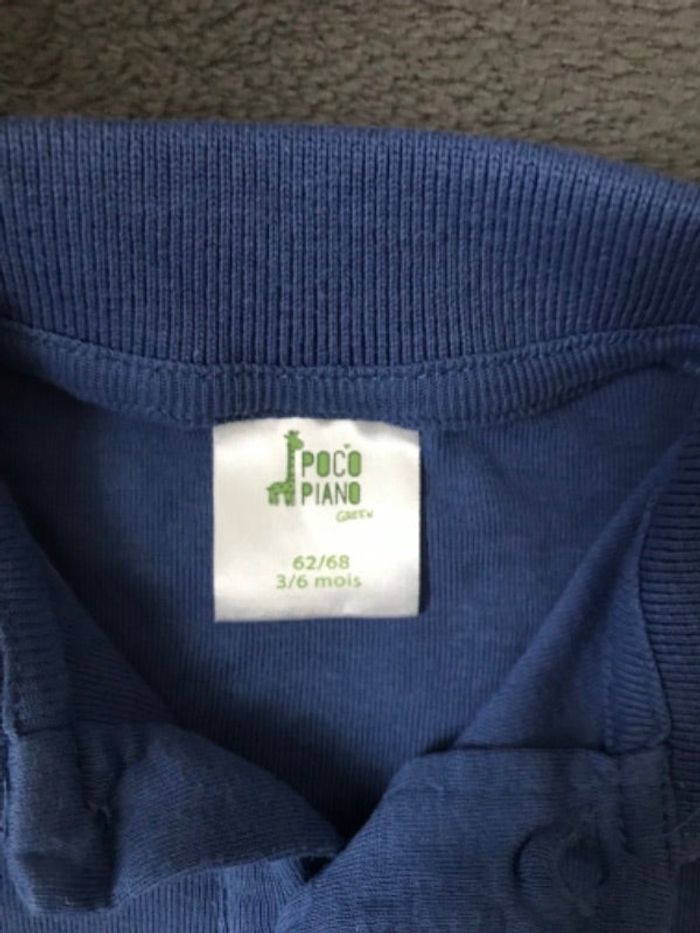 POCO
PIANO
GREEN
62/68
3/6 mois